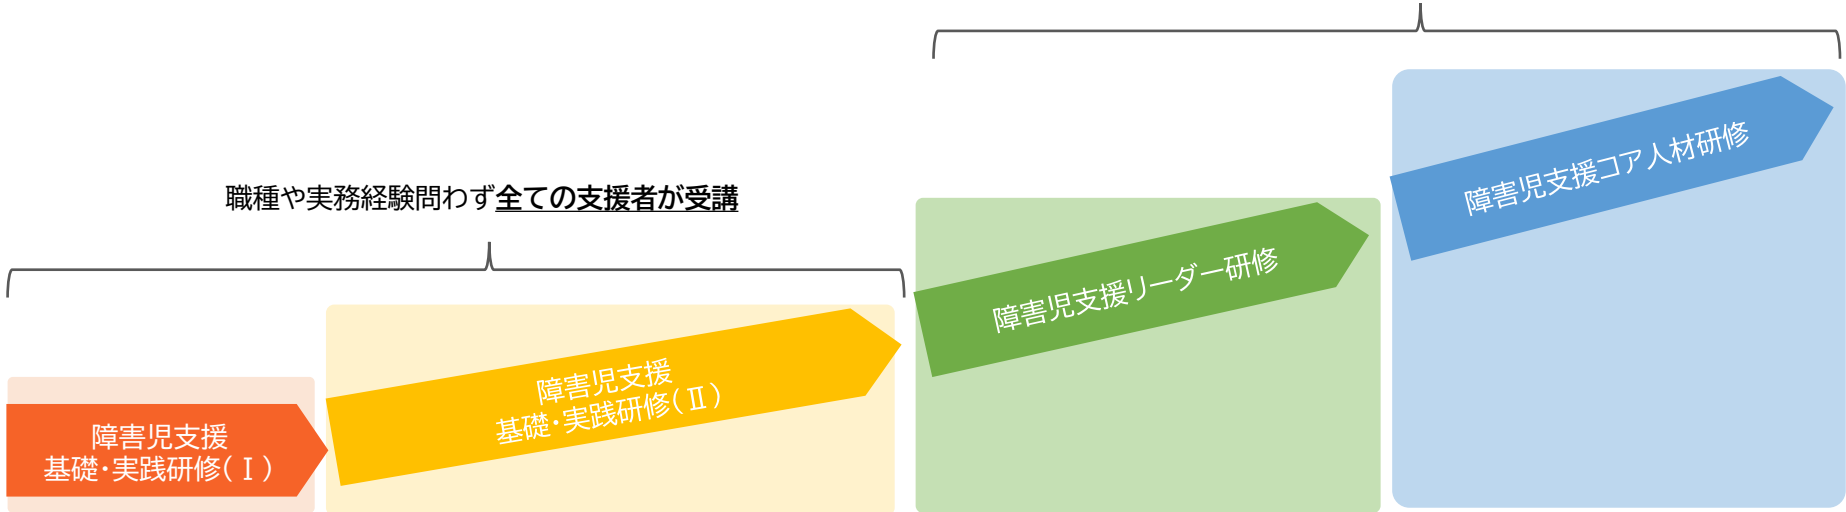 職種や実務経験問わず全ての支援者が受講
障害児支援
基礎・実践研修(Ⅰ)
障害児支援
基礎・実践研修(Ⅱ)
障害児支援リーダー研修
障害児支援コア人材研修